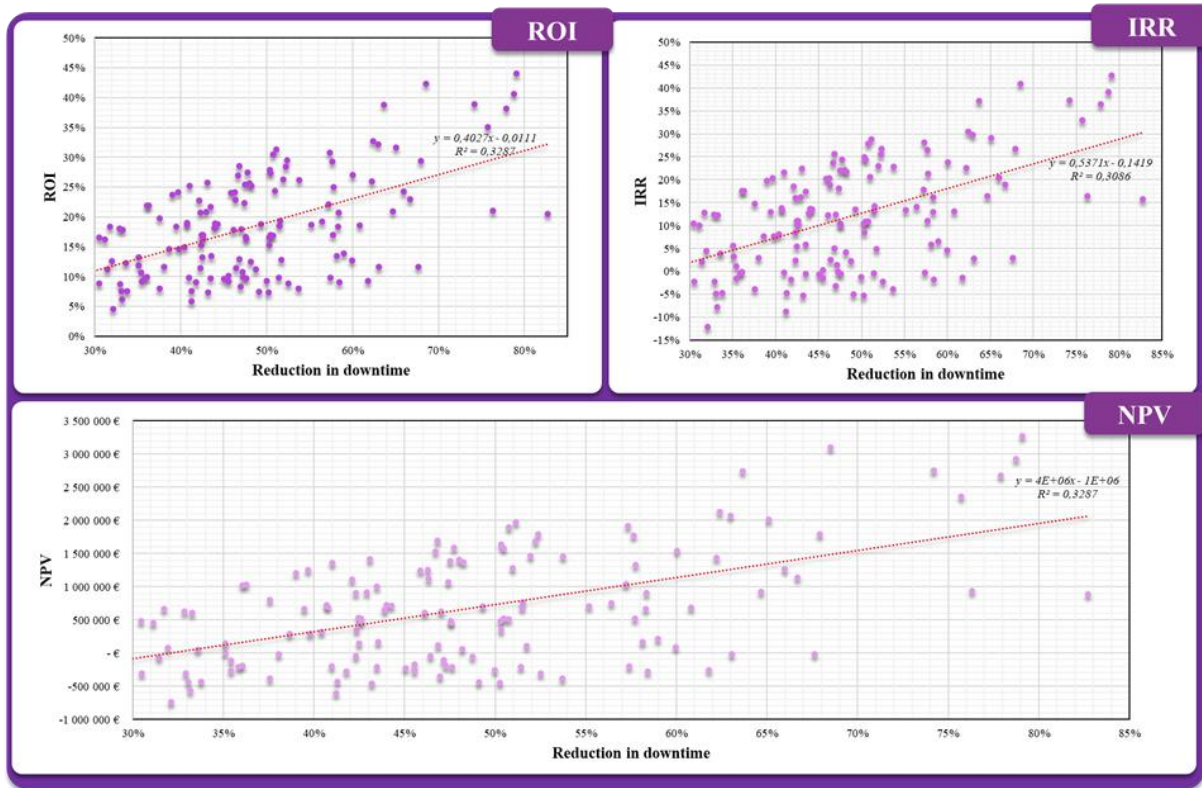 ROI
50%
45%
40%
35%
30%
25%
20%
15%
10%
5%
0%
ROI
y = 0,4027x - 0,0111
R² = 0,3287
30%
40%
50%
60%
70%
80%
Reduction in downtime
IRR
50%
45%
40%
35%
30%
25%
20%
15%
10%
5%
0%
-5%
-10%
-15%
IRR
y = 0,5371x - 0,1419
R² = 0,3086
30%
35%
40%
45%
50%
55%
60%
65%
70%
75%
80%
85%
Reduction in downtime
NPV
3 500 000 €
3 000 000 €
2 500 000 €
2 000 000 €
1 500 000 €
1 000 000 €
500 000 €
- €
-500 000 €
-1 000 000 €
NPV
y = 4E+06x - 1E+06
R² = 0,3287
30%
35%
40%
45%
50%
55%
60%
65%
70%
75%
80%
85%
Reduction in downtime